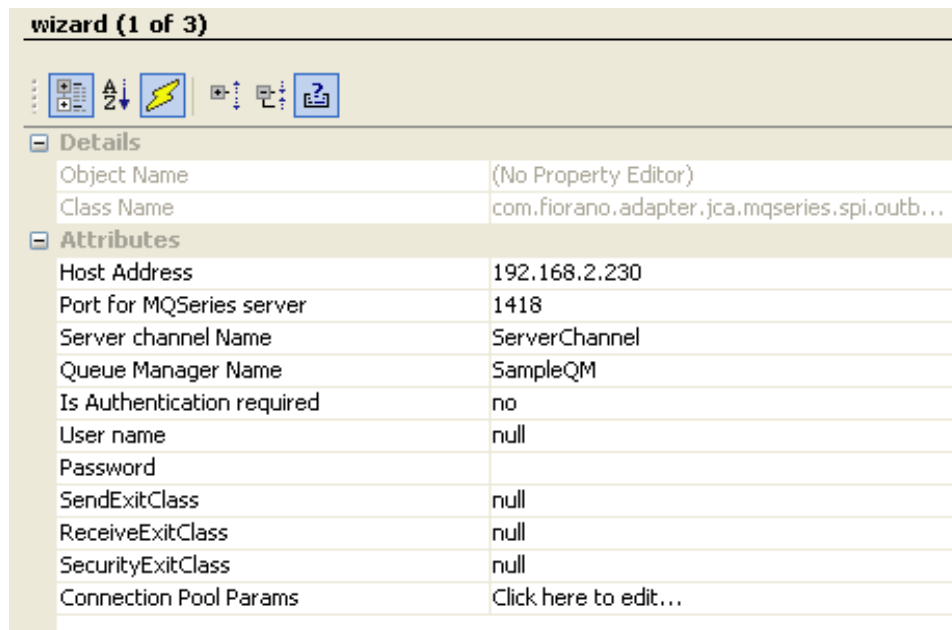 wizard (1 of 3)
A Z
Details
Object Name (No Property Editor)
Class Name com.fiorano.adapter.jca.mqseries.spi.outb...
Attributes
Host Address 192.168.2.230
Port for MQSeries server 1418
Server channel Name ServerChannel
Queue Manager Name SampleQM
Is Authentication required no
User name null
Password
SendExitClass null
ReceiveExitClass null
SecurityExitClass null
Connection Pool Params Click here to edit...